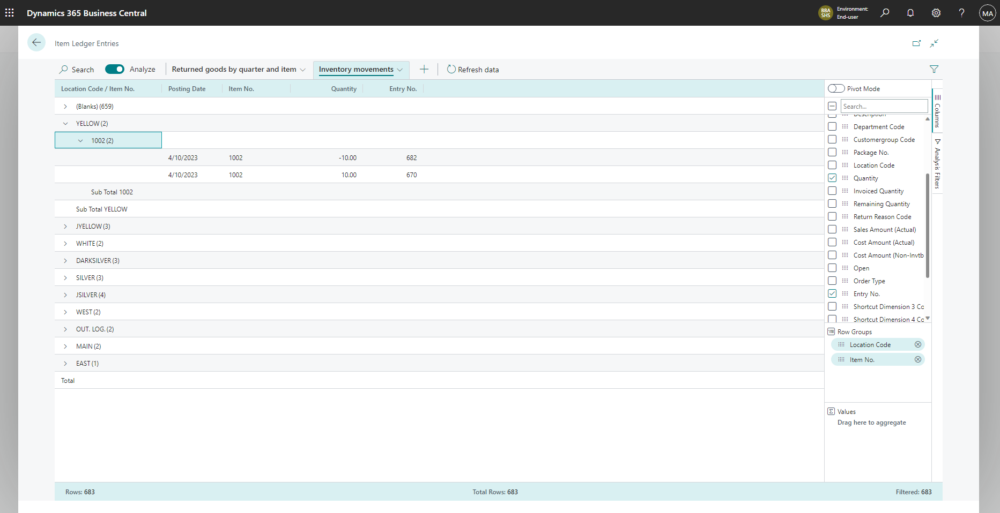 Dynamics 365 Business Central
BBA SHS
Environment:
End-user
?
MA
Item Ledger Entries
Search
Analyze
Returned goods by quarter and item
Inventory movements
Refresh data
Location Code / Item No. Posting Date Item No. Quantity Entry No.
(Blanks) (659)
YELLOW (2)
1002 (2)
4/10/2023 1002 -10.00 682
4/10/2023 1002 10.00 670
Sub Total 1002
Sub Total YELLOW
JYELLOW (3)
WHITE (2)
DARKSILVER (3)
SILVER (3)
JSILVER (4)
WEST (2)
OUT. LOG. (2)
MAIN (2)
EAST (1)
Total
Pivot Mode
Search...
Description
Department Code
Customergroup Code
Package No.
Location Code
Quantity
Invoiced Quantity
Remaining Quantity
Return Reason Code
Sales Amount (Actual)
Cost Amount (Actual)
Cost Amount (Non-Invtb
Open
Order Type
Entry No.
Shortcut Dimension 3 Co
Shortcut Dimension 4 Co
Row Groups
Location Code
Item No.
Values
Drag here to aggregate
Columns
Analysis Filters
Rows: 683
Total Rows: 683
Filtered: 683